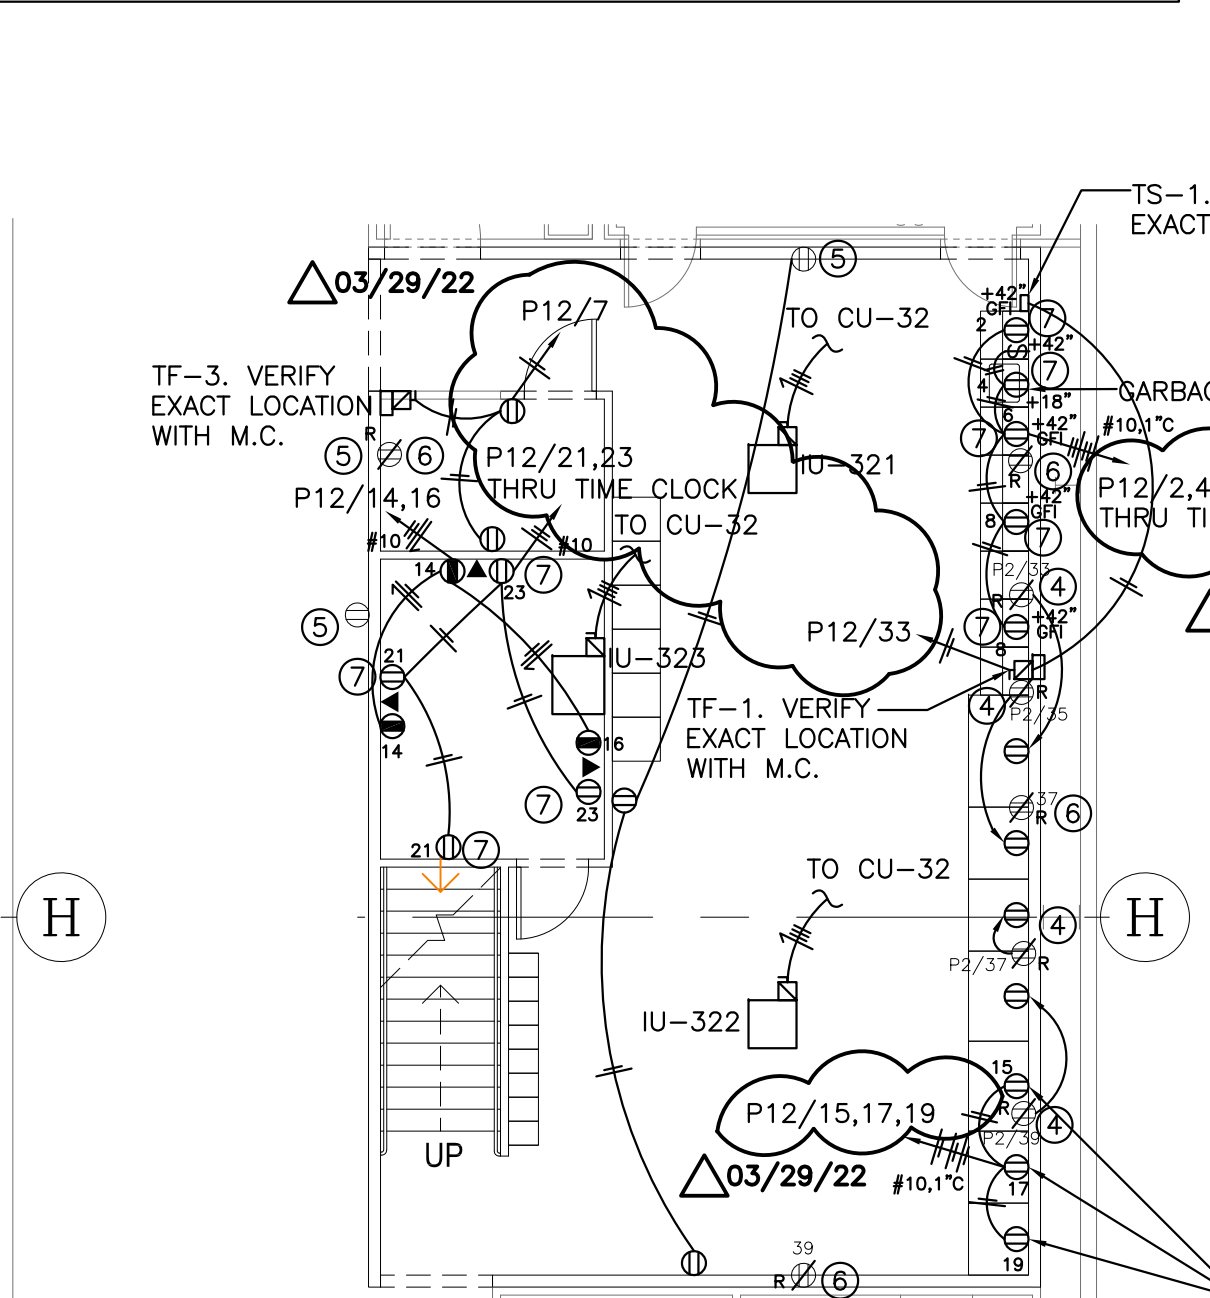 TS-1.
EXACT
03/29/22
P12/7
5
TO CU-32
+42"
GFI
2
7
+42"
7
4
GARBAG
+18"
6
+42"
GFI
#10,1"C
7
TF-3. VERIFY
EXACT LOCATION
WITH M.C.
R
5
6
P12/21,23
THRU TIME CLOCK
IU-321
R
6
P12/2,4
THRU TI
P12/14,16
+42"
GFI
8
7
TO CU-32
#10
#10
14
23
7
P2/33
4
R
5
+42"
GFI
7
P12/33
8
21
7
IU-323
R
4
P2/35
TF-1. VERIFY
EXACT LOCATION
WITH M.C.
14
16
7
23
37
R
6
21
7
TO CU-32
H
4
H
P2/37
R
IU-322
15
P12/15,17,19
R
4
P2/39
UP
03/29/22
#10,1"C
17
39
R
6
19